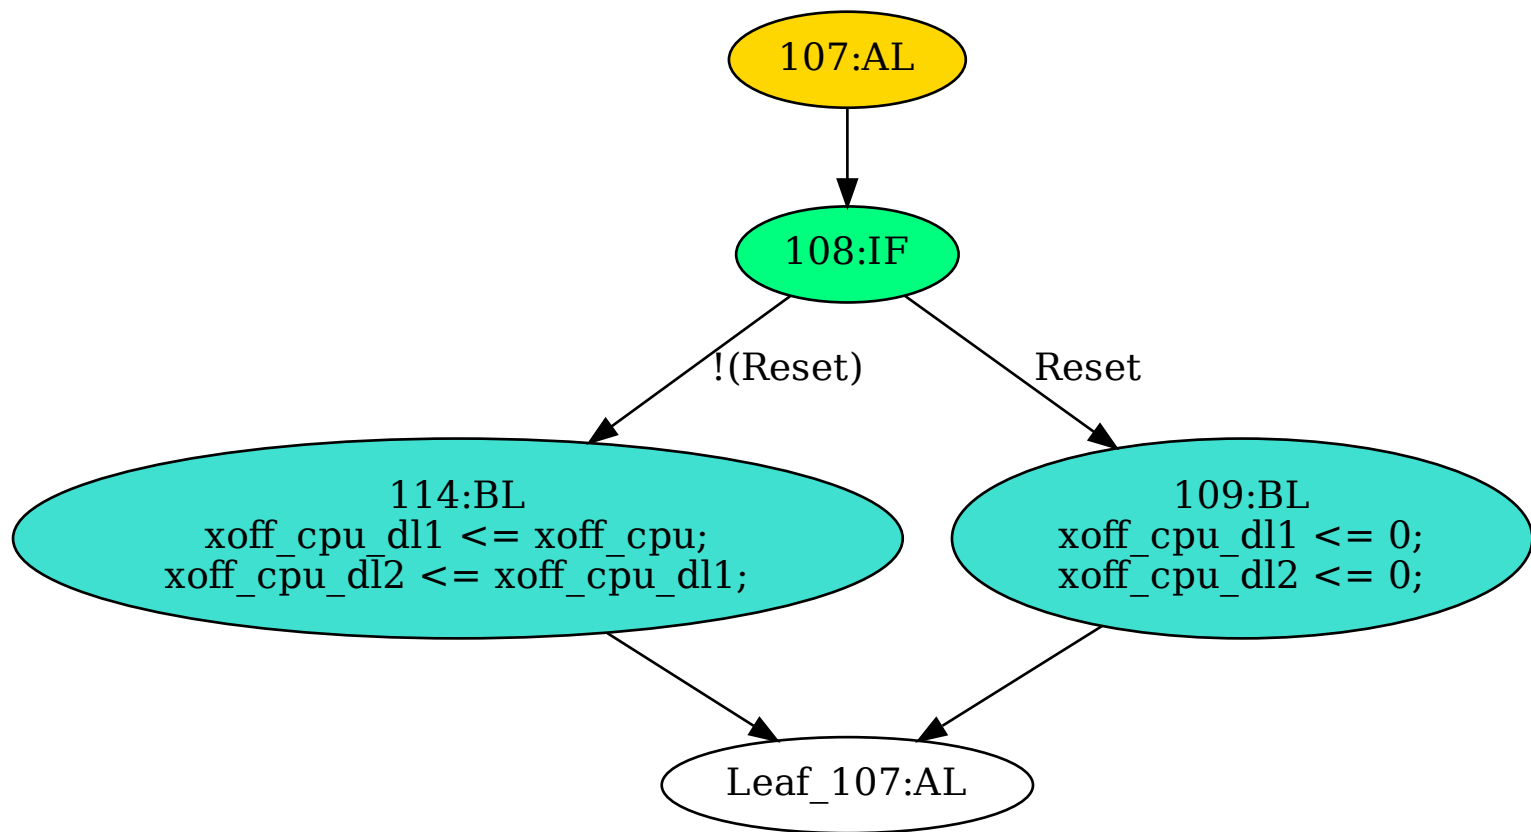 107:AL
108:IF
!(Reset)
Reset
114:BL
xoff_cpu_dl1 <= xoff_cpu;
xoff_cpu_dl2 <= xoff_cpu_dl1;
109:BL
xoff_cpu_dl1 <= 0;
xoff_cpu_dl2 <= 0;
Leaf_107:AL